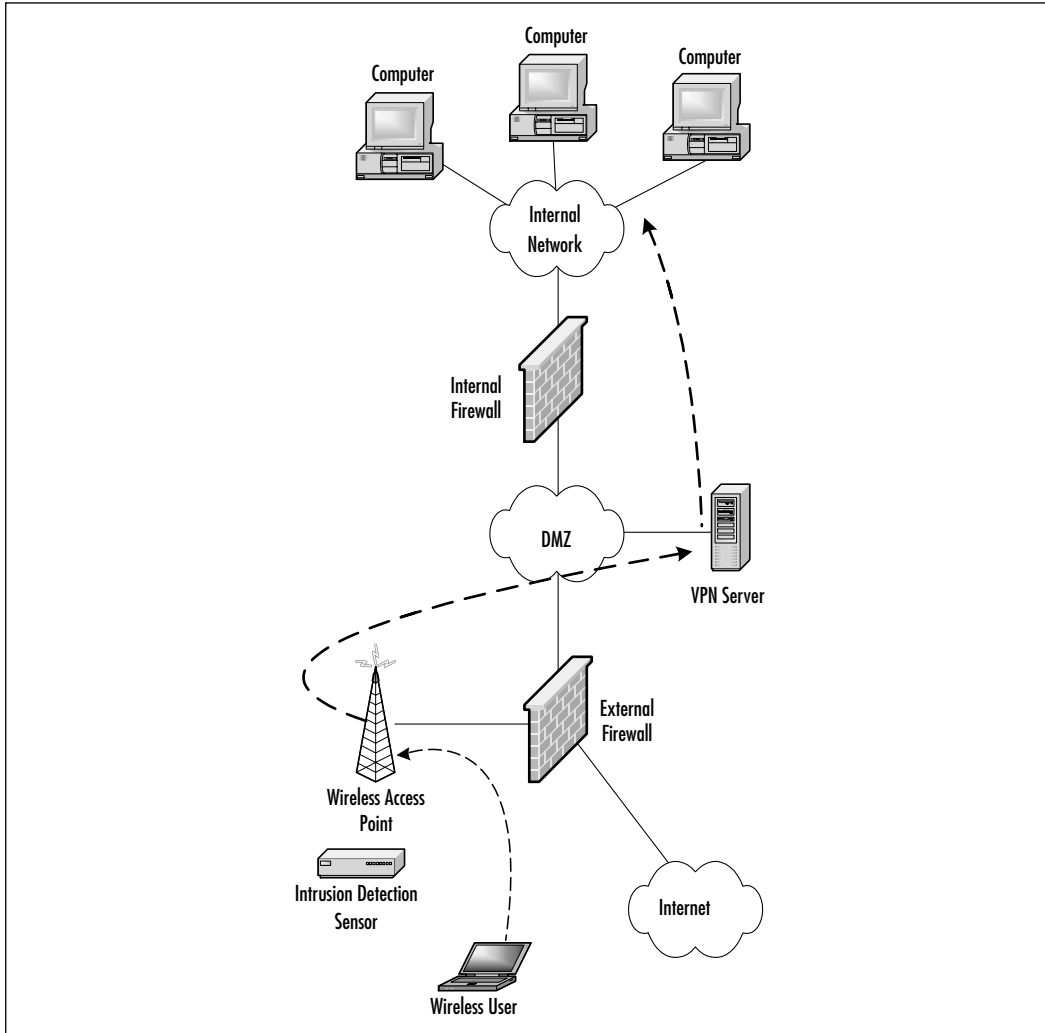 Computer
Computer
Computer
Internal
Network
Internal
Firewall
DMZ
VPN Server
External
Firewall
Wireless Access
Point
Intrusion Detection
Sensor
Internet
Wireless User